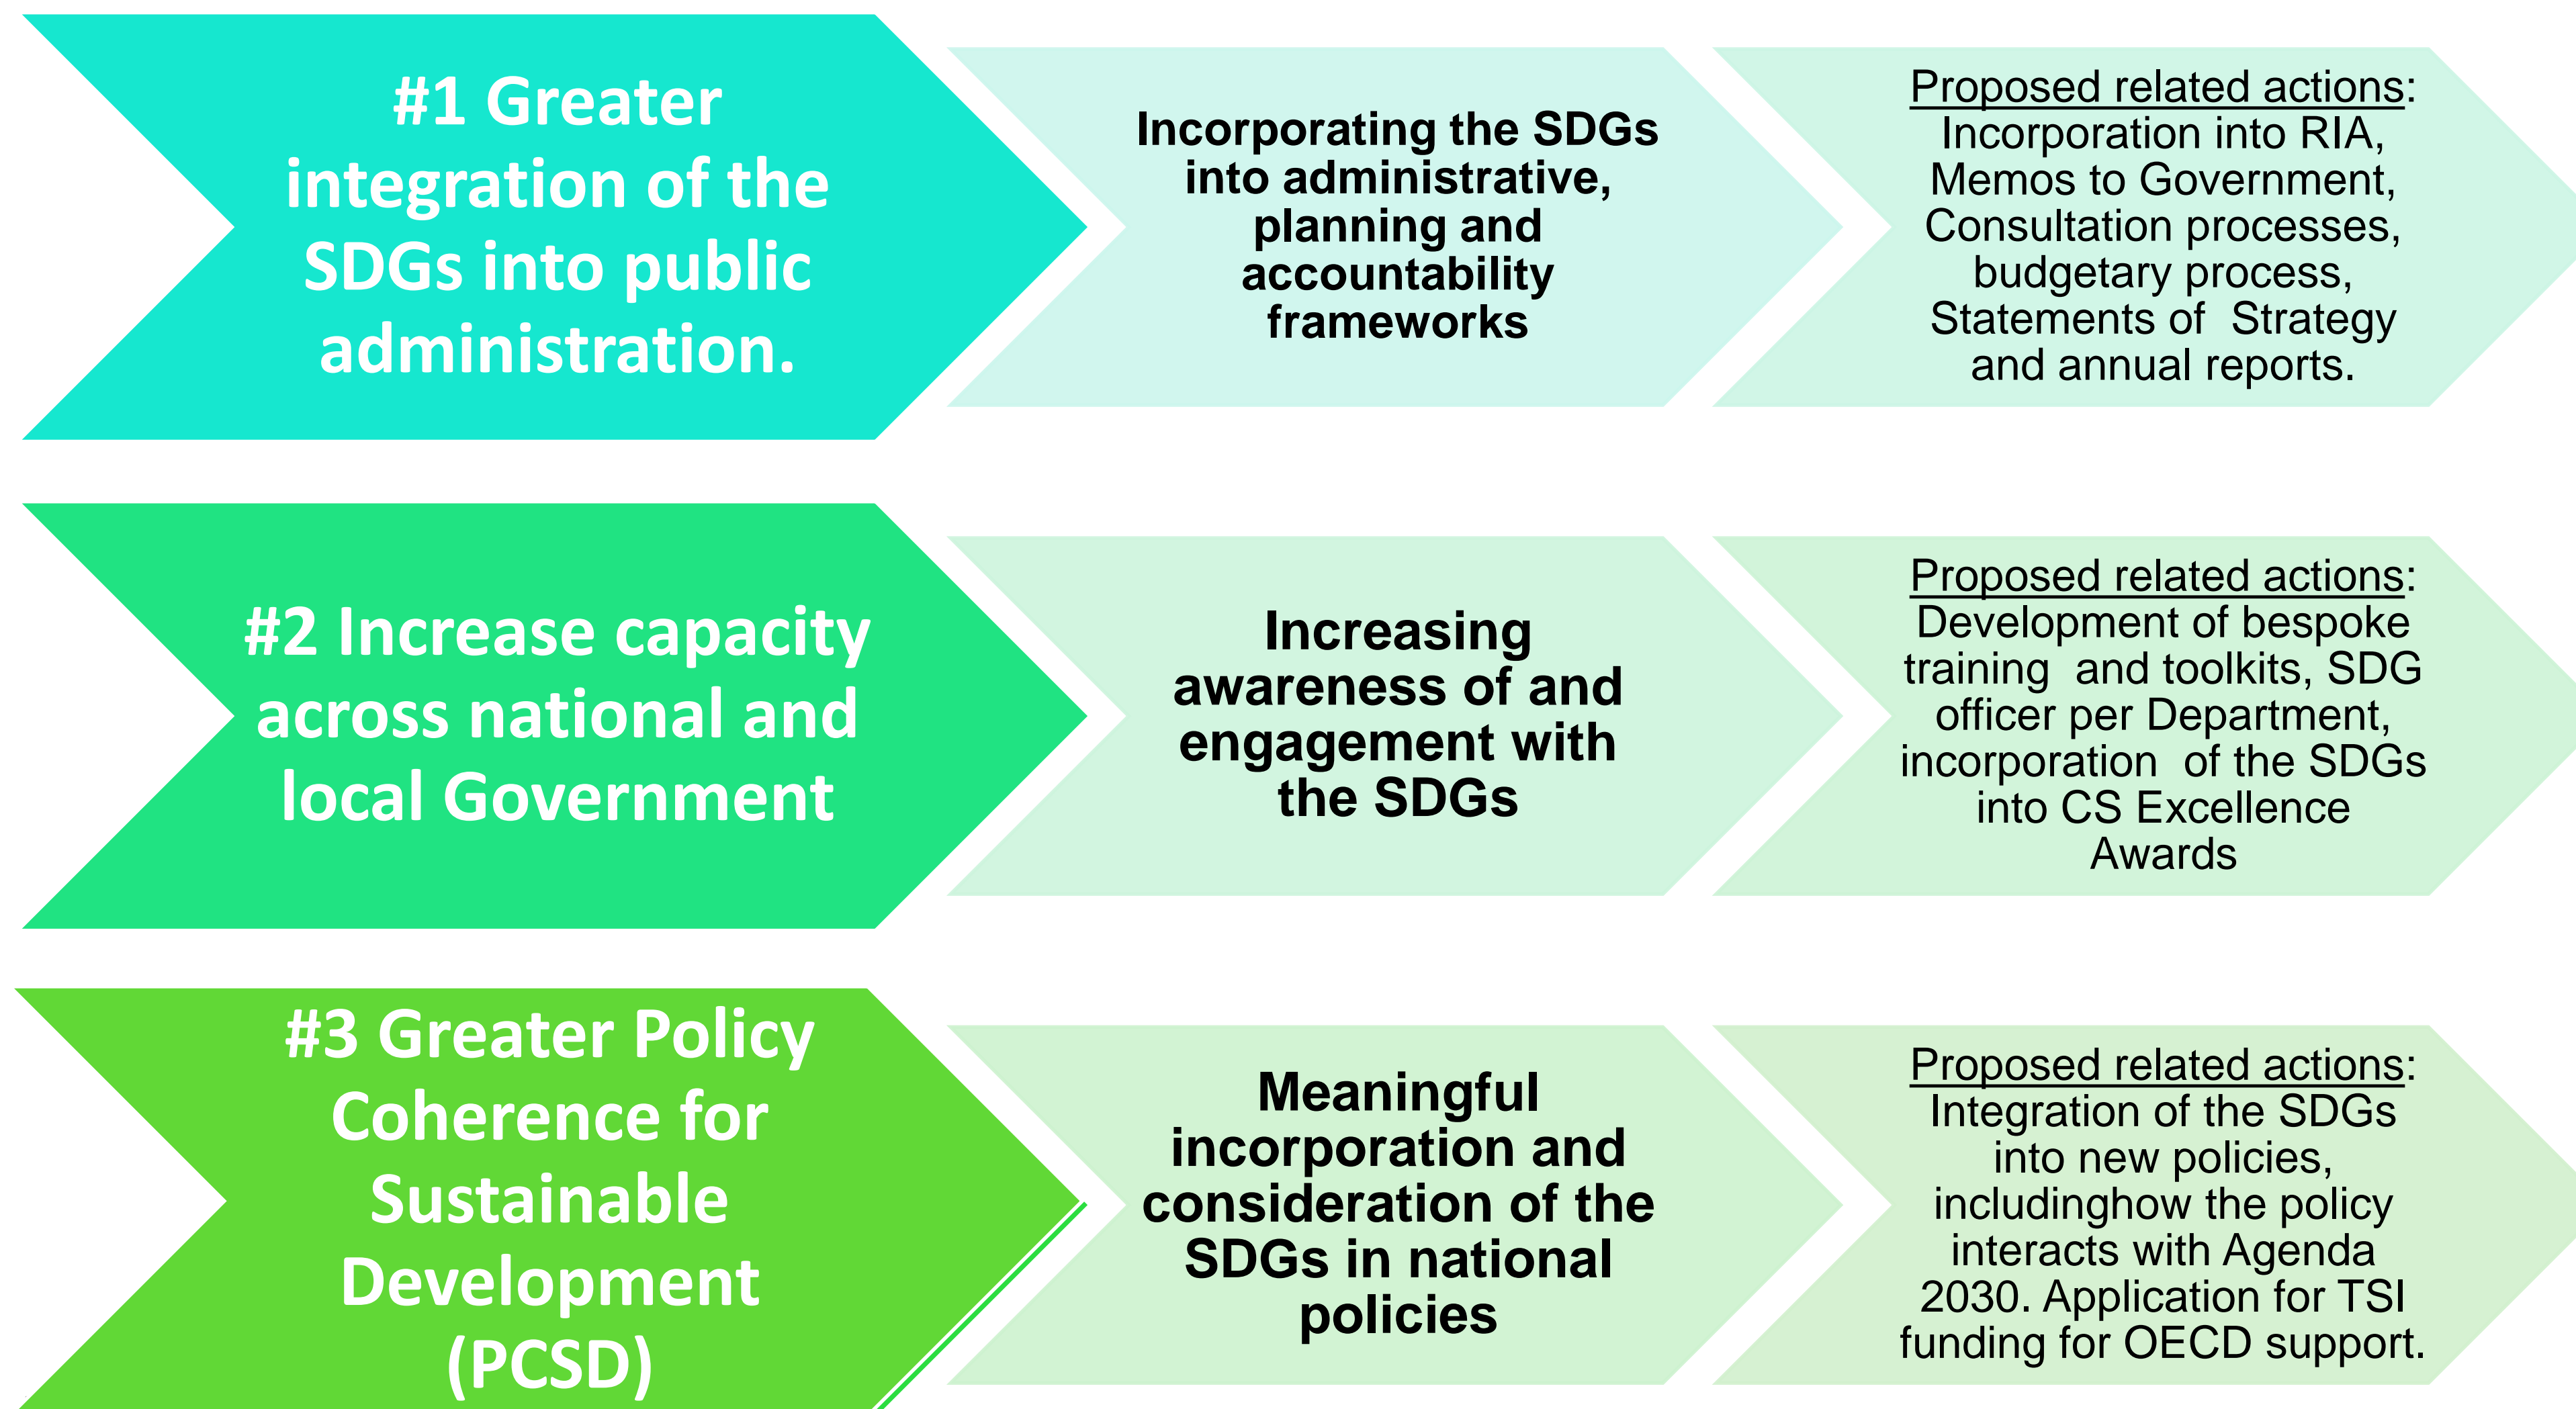 #1 Greater
integration of the
SDGs into public
administration.
Incorporating the SDGs
into administrative,
planning and
accountability
frameworks
Proposed related actions:
Incorporation into RIA,
Memos to Government,
Consultation processes,
budgetary process,
Statements of  Strategy
and annual reports.
#2 Increase capacity
across national and
local Government
Increasing
awareness of and
engagement with
the SDGs
Proposed related actions:
Development of bespoke
training  and toolkits, SDG
officer per Department,
incorporation  of the SDGs
into CS Excellence
Awards
#3 Greater Policy
Coherence for
Sustainable
Development
(PCSD)
Meaningful
incorporation and
consideration of the
SDGs in national
policies
Proposed related actions:
Integration of the SDGs
into new policies,
includinghow the policy
interacts with Agenda
2030. Application for TSI
funding for OECD support.